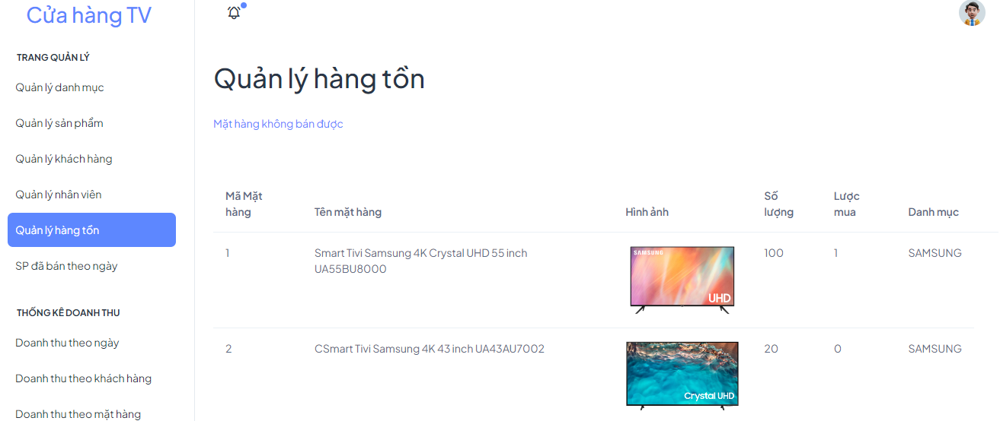 Cửa hàng TV
TRANG QUẢN LÝ
Quản lý danh mục
Quản lý sản phẩm
Quản lý khách hàng
Quản lý nhân viên
Quản lý hàng tồn
SP đã bán theo ngày
THỐNG KÊ DOANH THU
Doanh thu theo ngày
Doanh thu theo khách hàng
Doanh thu theo mặt hàng
Quản lý hàng tồn
Mặt hàng không bán được
Mã Mặt hàng
Tên mặt hàng
Hình ảnh
Số lượng
Lược mua
Danh mục
1
Smart Tivi Samsung 4K Crystal UHD 55 inch
UA55BU8000
SAMSUNG
UHD
100
1
SAMSUNG
2
CSmart Tivi Samsung 4K 43 inch UA43AU7002
Crystal UHD
20
0
SAMSUNG